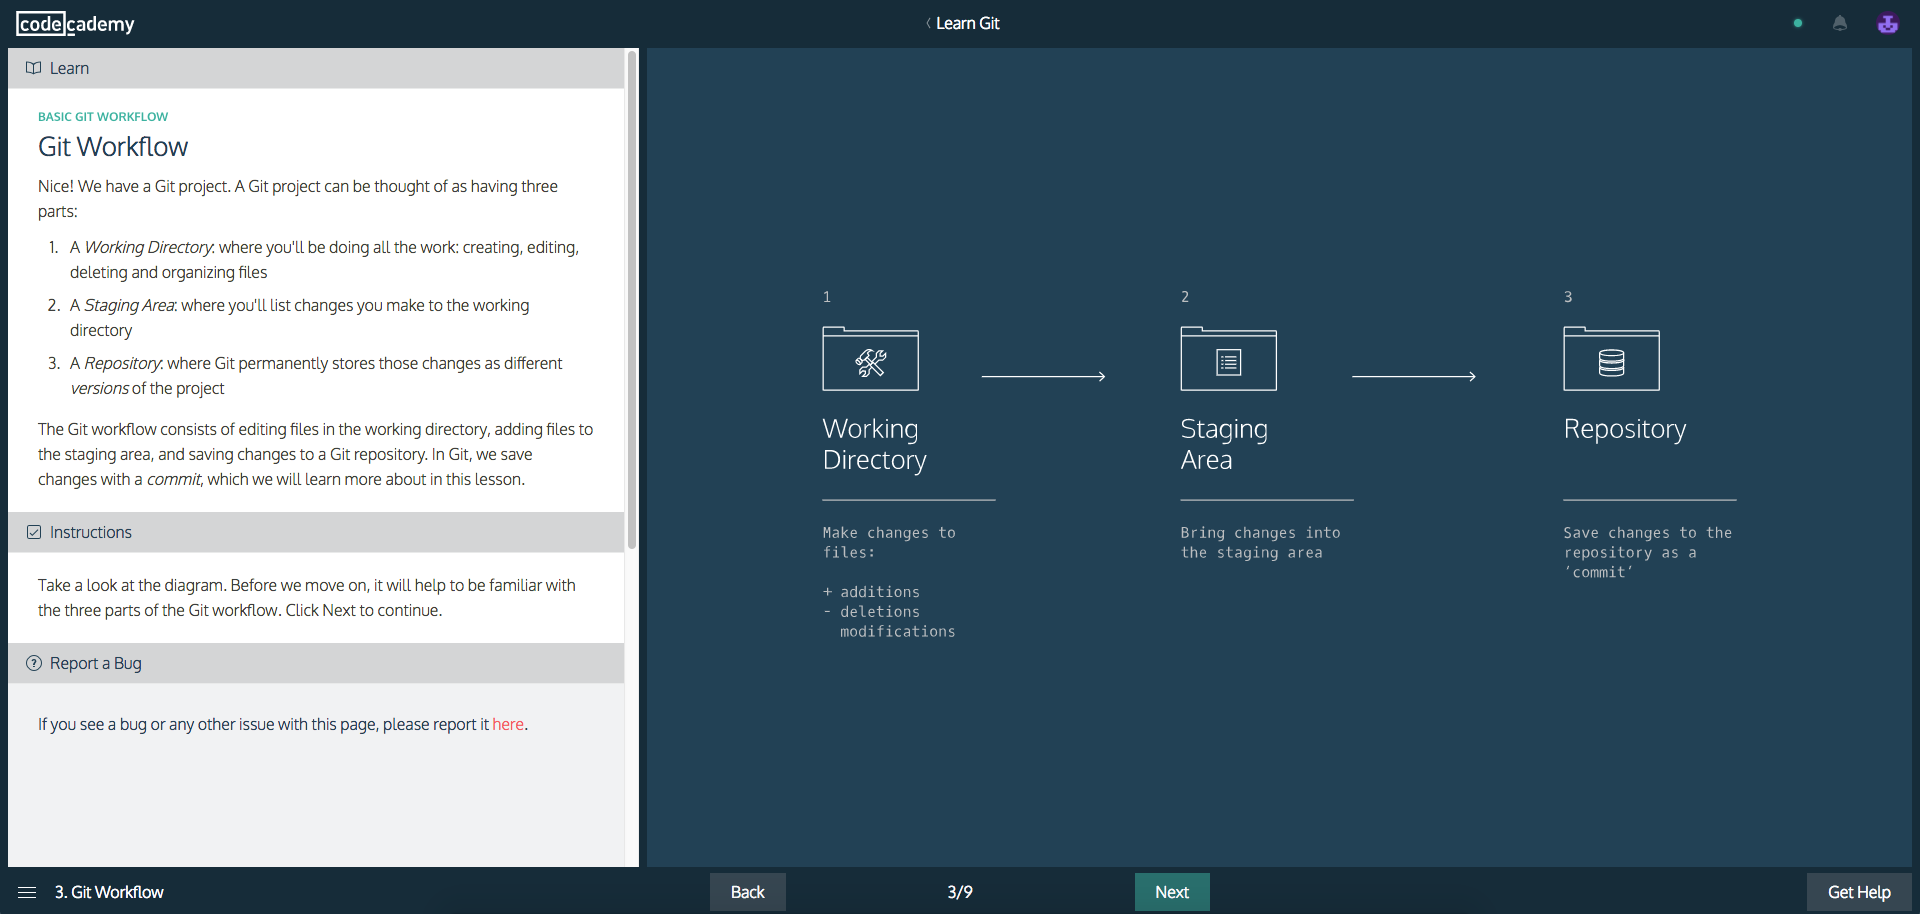 codecademy
Learn Git
Learn
BASIC GIT WORKFLOW
Git Workflow
Nice! We have a Git project. A Git project can be thought of as having three
parts:
1. A Working Directory: where you'll be doing all the work: creating, editing,
deleting and organizing files
2. A Staging Area: where you'll list changes you make to the working
directory
3. A Repository: where Git permanently stores those changes as different
versions of the project
The Git workflow consists of editing files in the working directory, adding files to
the staging area, and saving changes to a Git repository. In Git, we save
changes with a commit, which we will learn more about in this lesson.
Instructions
Take a look at the diagram. Before we move on, it will help to be familiar with
the three parts of the Git workflow. Click Next to continue.
Report a Bug
If you see a bug or any other issue with this page, please report it here.
1
Working
Directory
Make changes to
files:
+ additions
- deletions
modifications
2
Staging
Area
Bring changes into
the staging area
3
Repository
Save changes to the
repository as a
‘commit‘
3. Git Workflow
Back
3/9
Next
Get Help